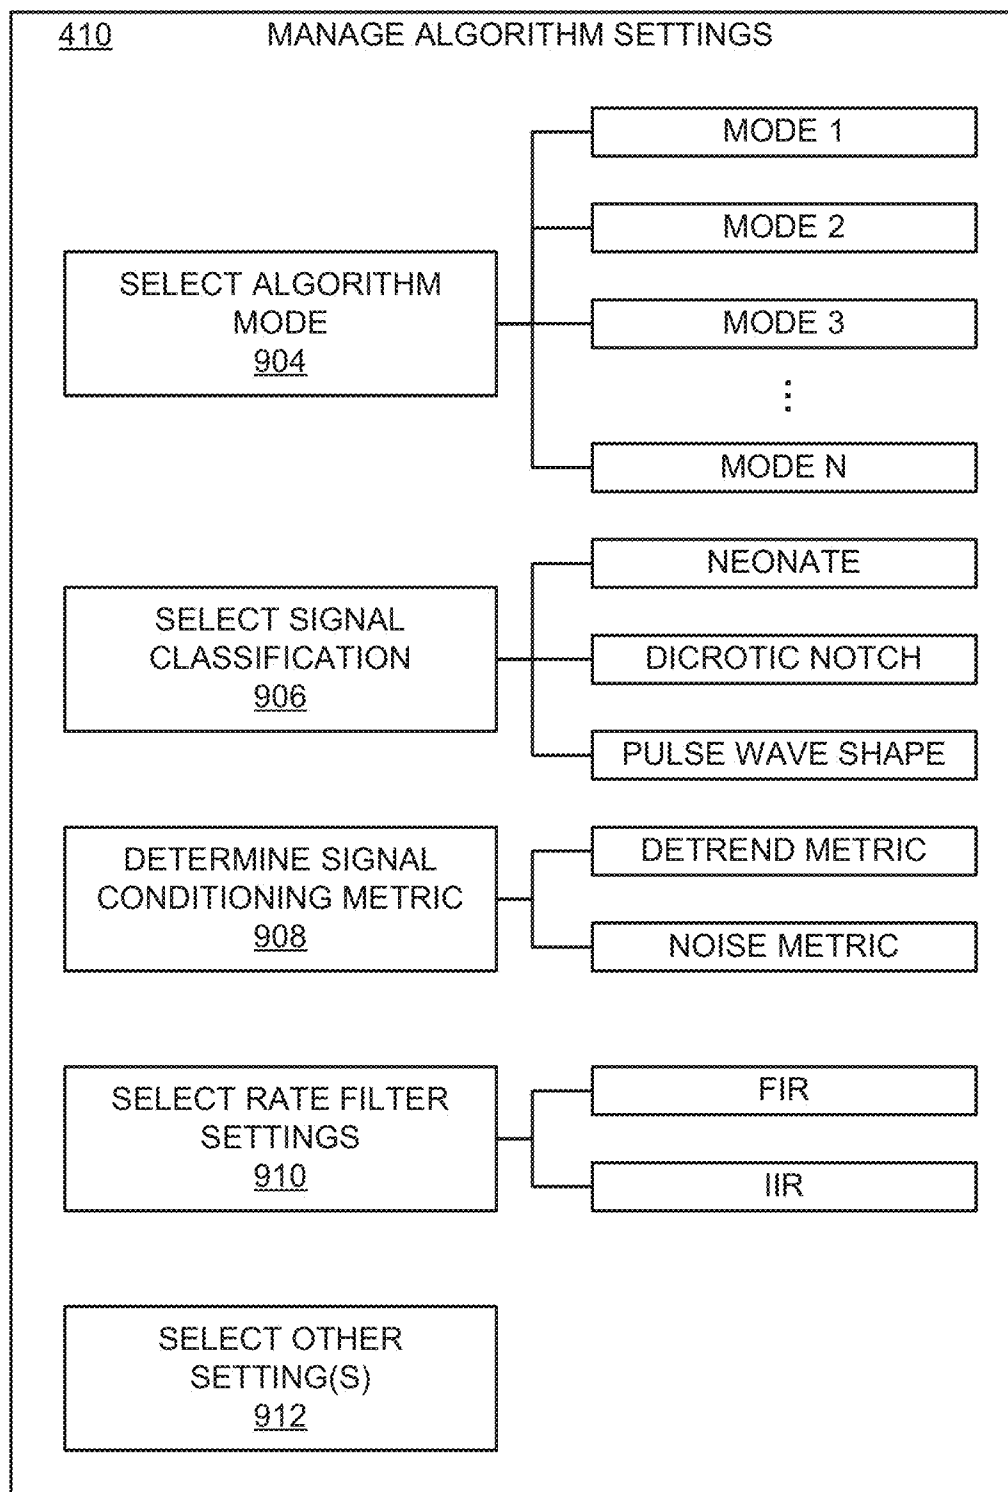 410 MANAGE ALGORITHM SETTINGS
SELECT ALGORITHM
MODE
904
MODE 1
MODE 2
MODE 3
⋮
MODE N
SELECT SIGNAL
CLASSIFICATION
906
NEONATE
DICROTIC NOTCH
PULSE WAVE SHAPE
DETERMINE SIGNAL
CONDITIONING METRIC
908
DETREND METRIC
NOISE METRIC
SELECT RATE FILTER
SETTINGS
910
FIR
IIR
SELECT OTHER
SETTING(S)
912